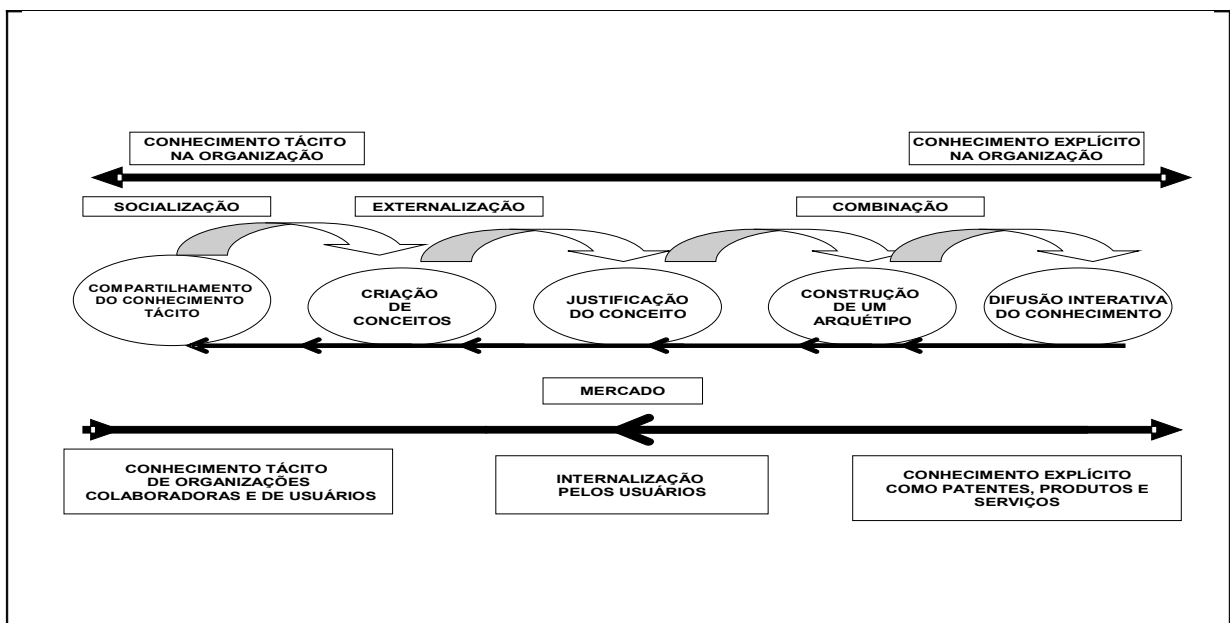 CONHECIMENTO TÁCITO
NA ORGANIZAÇÃO
CONHECIMENTO EXPLÍCITO
NA ORGANIZAÇÃO
SOCIALIZAÇÃO
EXTERNALIZAÇÃO
COMBINAÇÃO
COMPARTILHAMENTO
DO CONHECIMENTO
TÁCITO
CRIAÇÃO
DE
CONCEITOS
JUSTIFICAÇÃO
DO CONCEITO
CONSTRUÇÃO
DE UM
ARQUÉTIPO
DIFUSÃO INTERATIVA
DO CONHECIMENTO
MERCADO
CONHECIMENTO TÁCITO
DE ORGANIZAÇÕES
COLABORADORAS E DE USUÁRIOS
INTERNALIZAÇÃO
PELOS USUÁRIOS
CONHECIMENTO EXPLÍCITO
COMO PATENTES, PRODUTOS E
SERVIÇOS